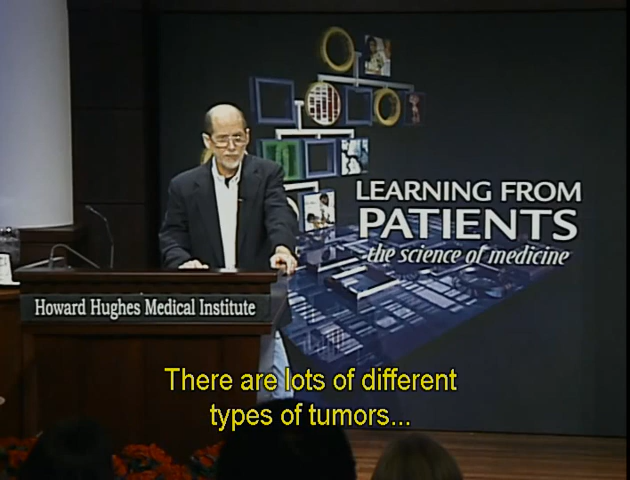 LEARNING FROM
PATIENTS
the science of medicine
Howard Hughes Medical Institute
There are lots of different
types of tumors...